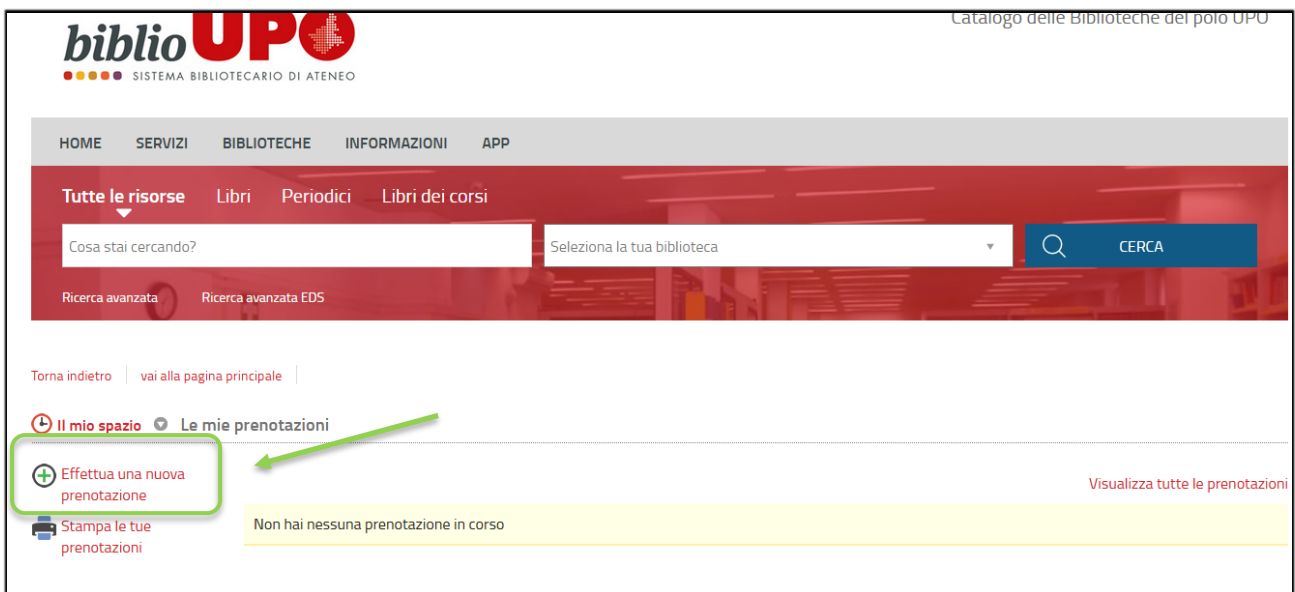 Catalogo delle Biblioteche del polo UPO
biblioUPO
SISTEMA BIBLIOTECARIO DI ATENEO
HOME SERVIZI BIBLIOTECHE INFORMAZIONI APP
Tutte le risorse Libri Periodici Libri dei corsi
Cosa stai cercando? Seleziona la tua biblioteca CERCA
Ricerca avanzata Ricerca avanzata EDS
Torna indietro vai alla pagina principale
Il mio spazio Le mie prenotazioni
Effettua una nuova
prenotazione
Visualizza tutte le prenotazioni
Stampa le tue
prenotazioni
Non hai nessuna prenotazione in corso